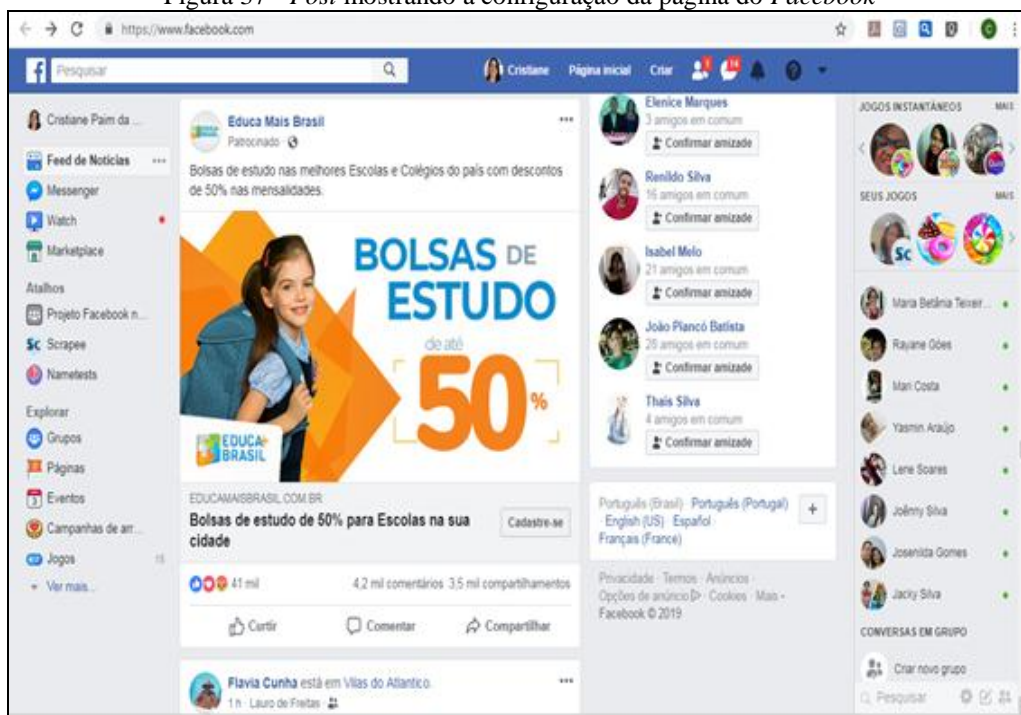 Figura 37 - Post mostrando a configuração da página do Facebook
https://www.facebook.com
Pesquisar
Cristiane
Página inicial
Criar
Cristiane Paim da ...
Feed de Notícias
Messenger
Watch
Marketplace
Atalhos
Projeto Facebook n...
Sc Scrapee
Nametests
Explorar
Grupos
Páginas
Eventos
Campanhas de arr...
Jogos
Ver mais...
Educa Mais Brasil
Patrocinado
Bolsas de estudo nas melhores Escolas e Colégios do país com descontos
de 50% nas mensalidades.
BOLSAS DE
ESTUDO
de até
50%
EDUCA+
BRASIL
EDUCAMAISBRASIL.COM.BR
Bolsas de estudo de 50% para Escolas na sua
cidade
Cadastre-se
41 mil
4,2 mil comentários 3,5 mil compartilhamentos
Curtir
Comentar
Compartilhar
Flavia Cunha está em Vilas do Atlantico.
1 h · Lauro de Freitas ·
Elenice Marques
3 amigos em comum
Confirmar amizade
Renildo Silva
16 amigos em comum
Confirmar amizade
Isabel Melo
21 amigos em comum
Confirmar amizade
João Piancó Batista
28 amigos em comum
Confirmar amizade
Thais Silva
4 amigos em comum
Confirmar amizade
Português (Brasil) · Português (Portugal)
· English (US) · Español ·
Français (France)
Privacidade · Termos · Anúncios ·
Opções de anúncio · Cookies · Mais
Facebook © 2019
JOGOS INSTANTÂNEOS
MAIS
SEUS JOGOS
MAIS
Sc
Maria Betânia Teixeir...
Rayane Góes
Mari Costa
Yasmin Araújo
Lene Soares
Joênny Silva
Josenilda Gomes
Jacky Silva
CONVERSAS EM GRUPO
Criar novo grupo
Pesquisar